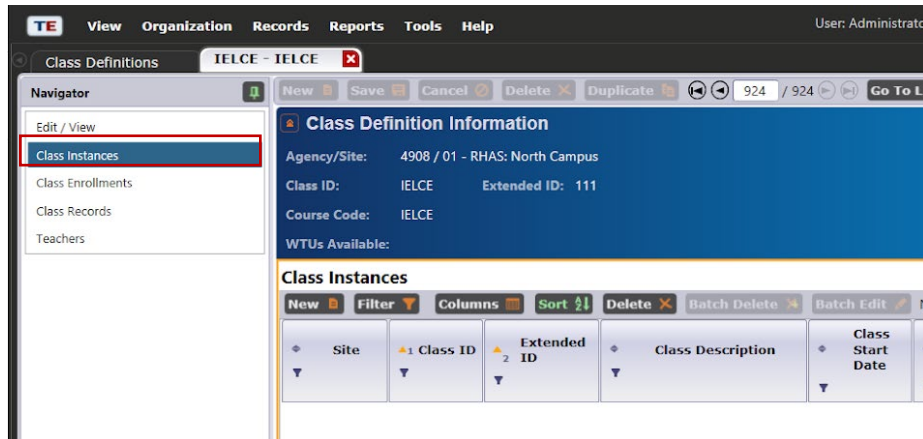 TE View Organization Records Reports Tools Help User: Administrato
Class Definitions IELCE - IELCE
Navigator
New Save Cancel Delete Duplicate 924 / 924 Go To L
Edit / View
Class Instances
Class Enrollments
Class Records
Teachers
Class Definition Information
Agency/Site: 4908 / 01 - RHAS: North Campus
Class ID: IELCE Extended ID: 111
Course Code: IELCE
WTUs Available:
Class Instances
New Filter Columns Sort Delete Batch Delete Batch Edit
Site 1 Class ID 2 Extended ID Class Description Class Start Date